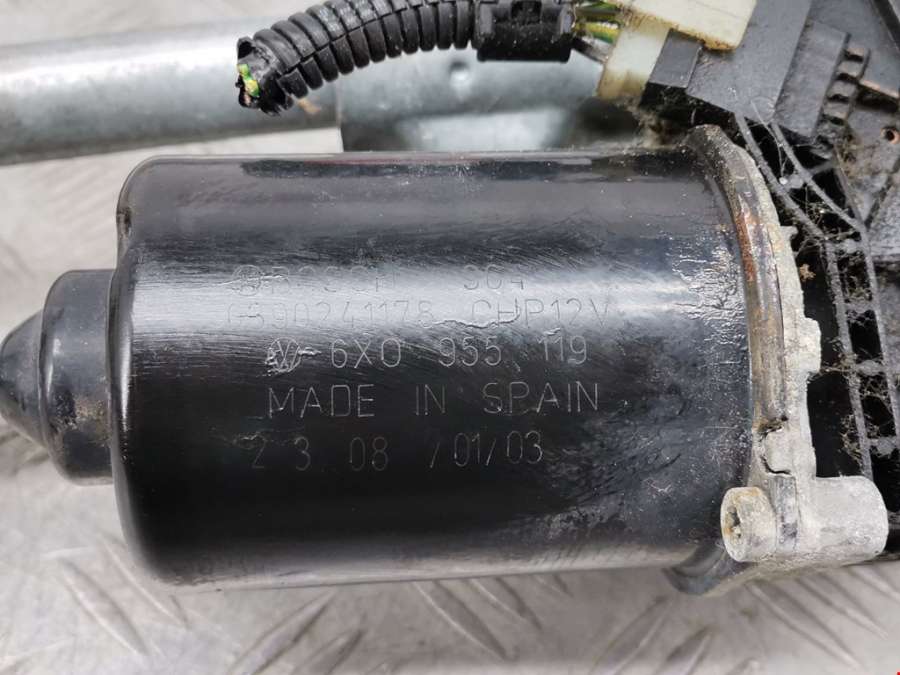 BOSCH 364
0390241178 CHP12V
6X0 955 119
MADE IN SPAIN
2 3 08 /01/03